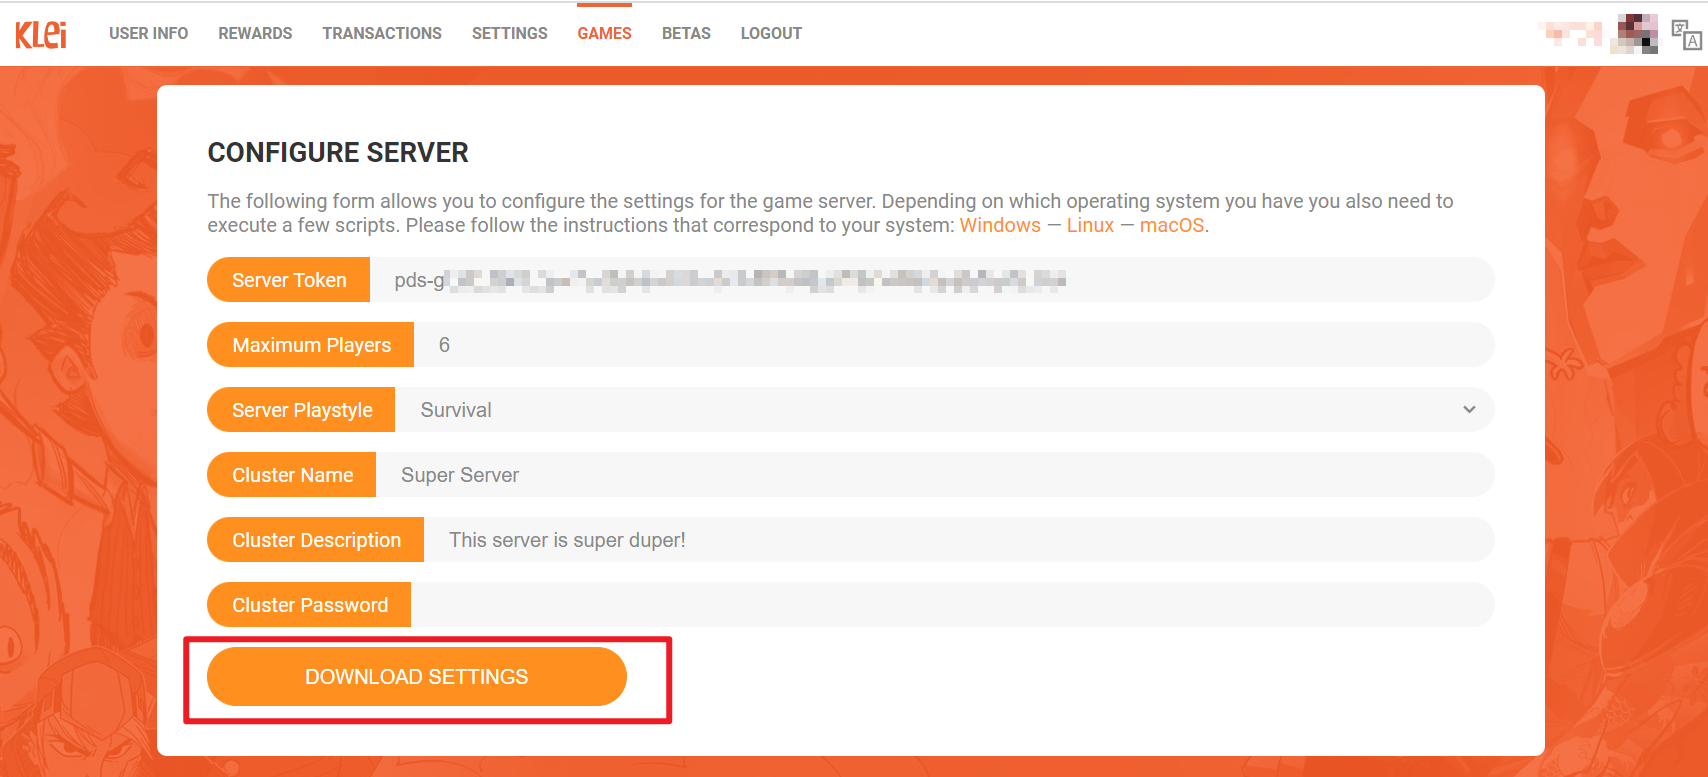 Klei USER INFO REWARDS TRANSACTIONS SETTINGS GAMES BETAS LOGOUT
CONFIGURE SERVER
The following form allows you to configure the settings for the game server. Depending on which operating system you have you also need to
execute a few scripts. Please follow the instructions that correspond to your system: Windows — Linux — macOS.
Server Token pds-g
Maximum Players 6
Server Playstyle Survival
Cluster Name Super Server
Cluster Description This server is super duper!
Cluster Password
DOWNLOAD SETTINGS